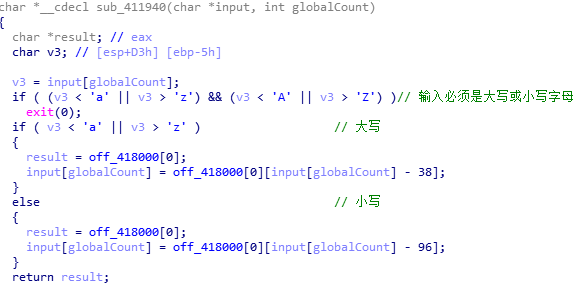 char *__cdecl sub_411940(char *input, int globalCount)
{
  char *result; // eax
  char v3; // [esp+D3h] [ebp-5h]

  v3 = input[globalCount];
  if ( (v3 < 'a' || v3 > 'z') && (v3 < 'A' || v3 > 'Z') )// 输入必须是大写或小写字母
    exit(0);
  if ( v3 < 'a' || v3 > 'z' )                   // 大写
  {
    result = off_418000[0];
    input[globalCount] = off_418000[0][input[globalCount] - 38];
  }
  else                                          // 小写
  {
    result = off_418000[0];
    input[globalCount] = off_418000[0][input[globalCount] - 96];
  }
  return result;